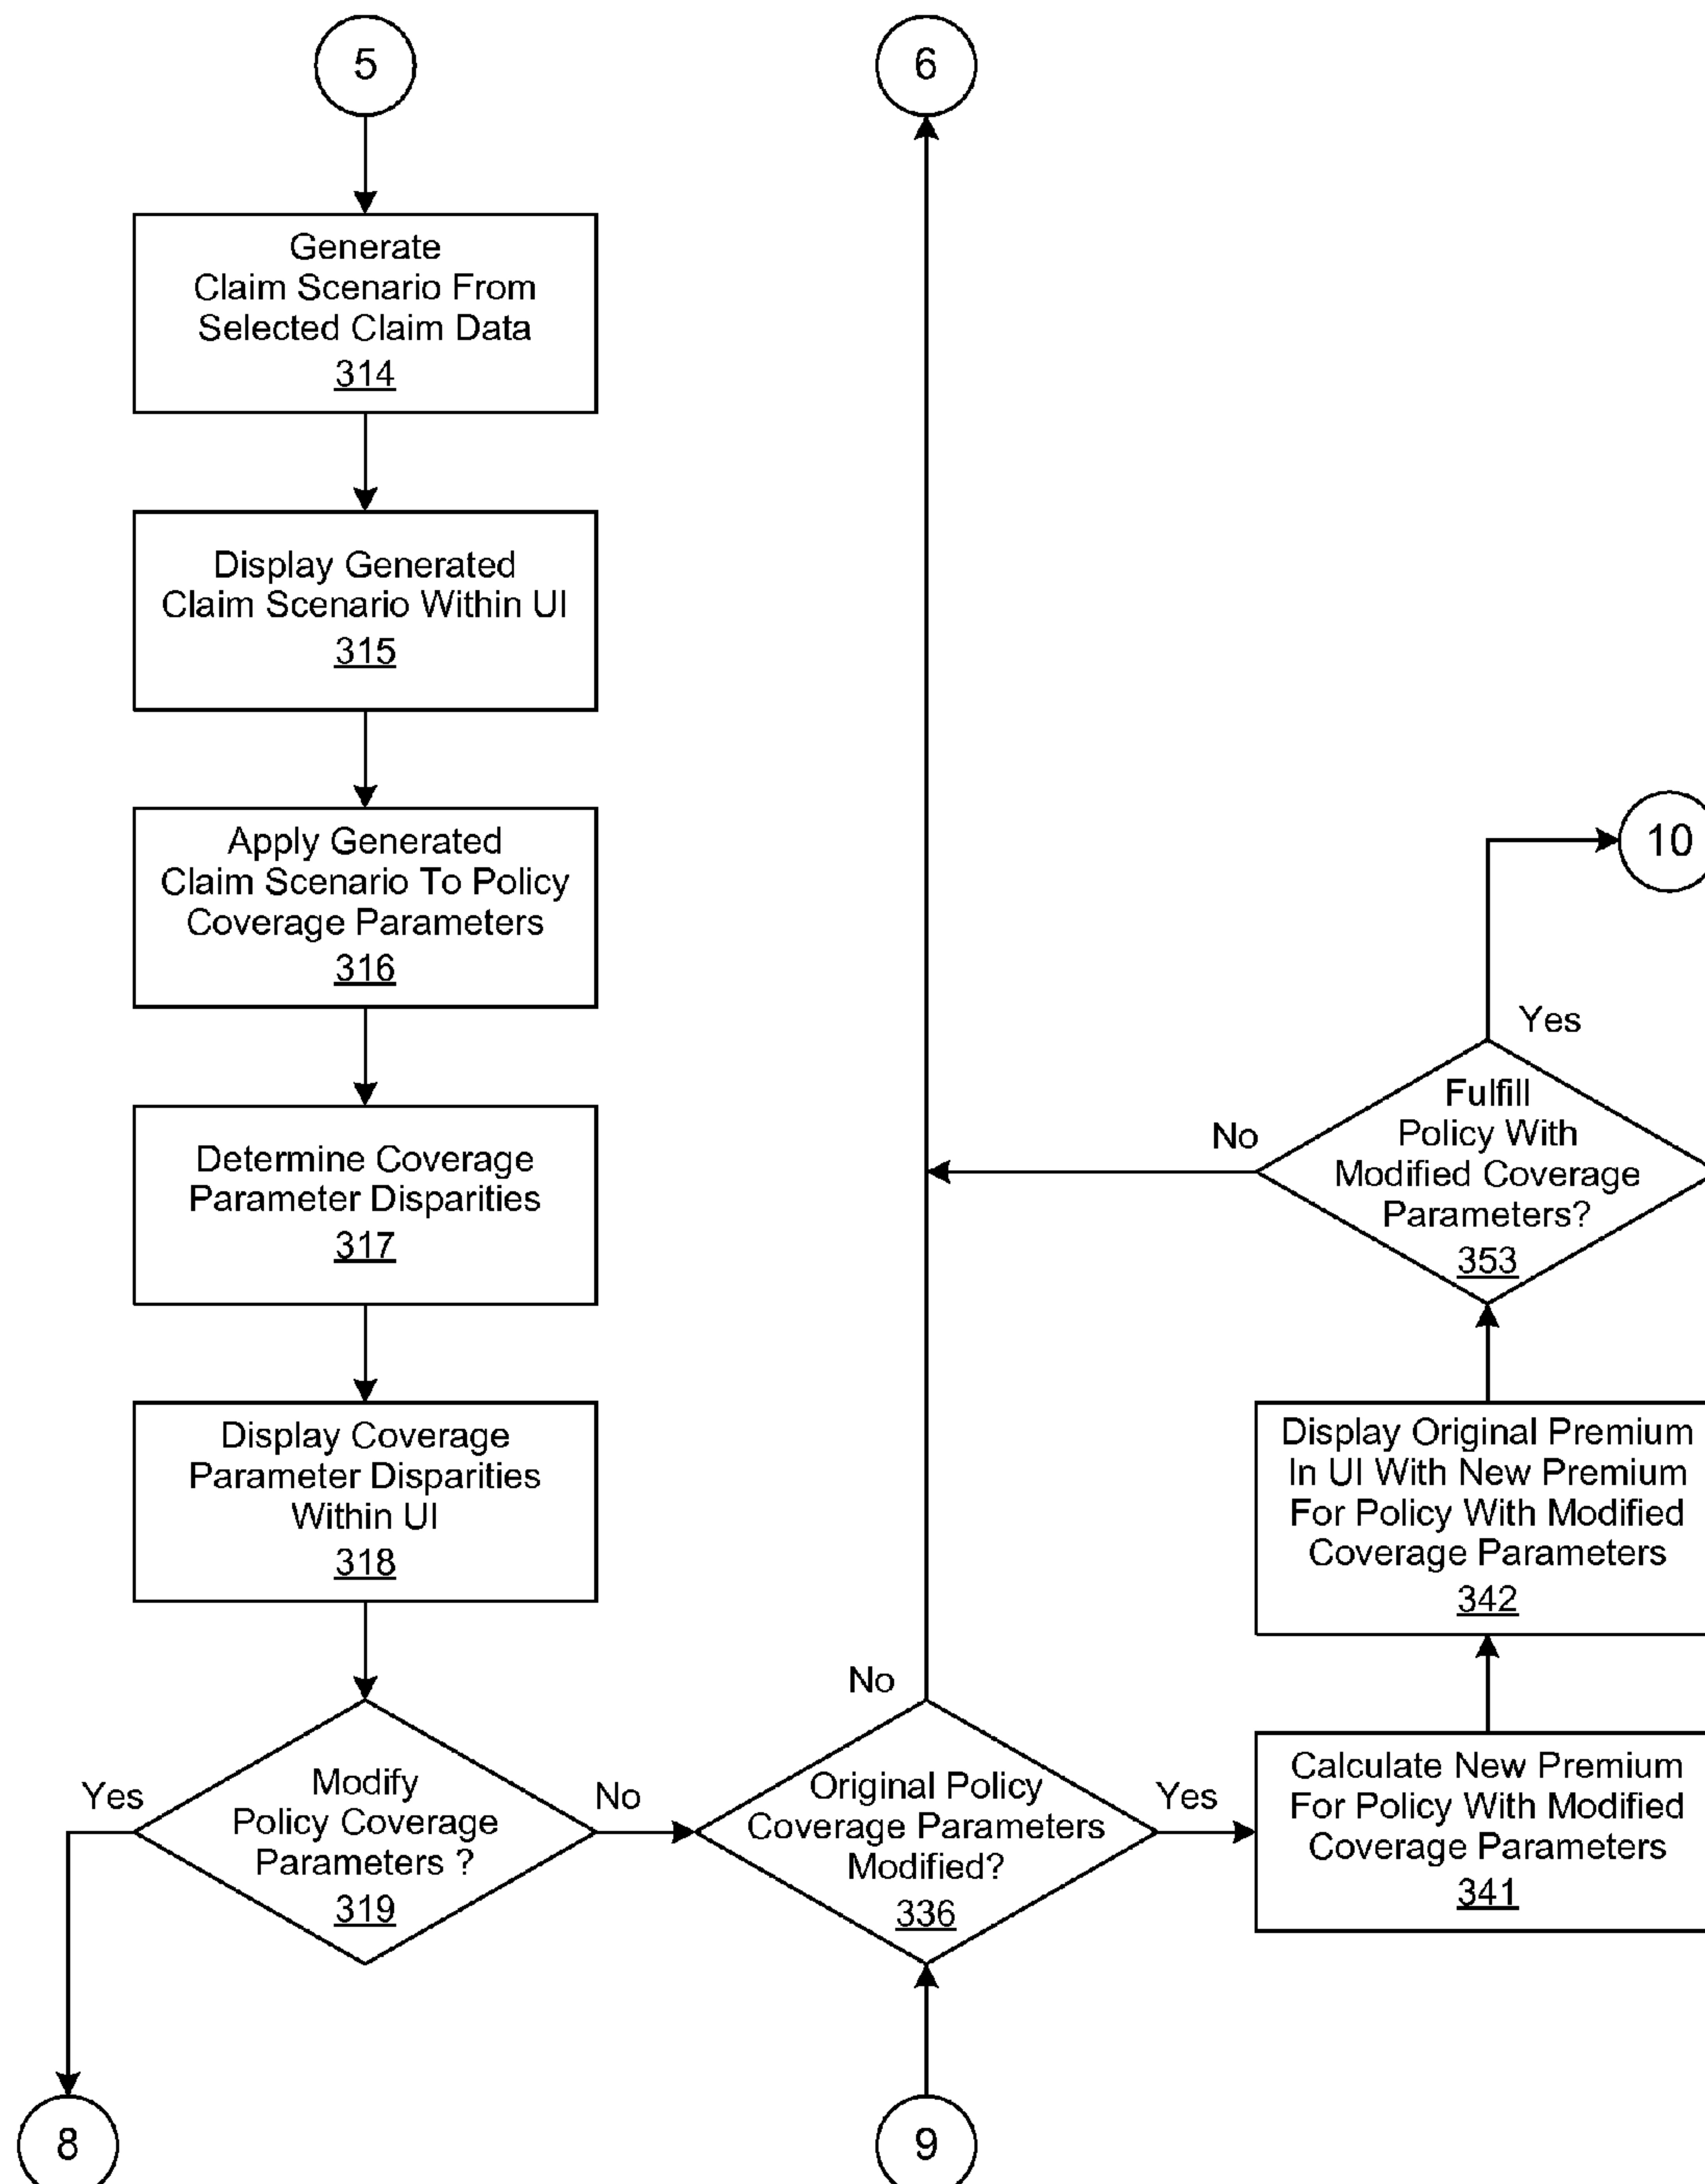 5
Generate
Claim Scenario From
Selected Claim Data
314
Display Generated
Claim Scenario Within UI
315
Apply Generated
Claim Scenario To Policy
Coverage Parameters
316
Determine Coverage
Parameter Disparities
317
Display Coverage
Parameter Disparities
Within UI
318
Yes
Modify
Policy Coverage
Parameters ?
319
No
8
6
No
Original Policy
Coverage Parameters
Modified?
336
Yes
9
10
Yes
No
Fulfill
Policy With
Modified Coverage
Parameters?
353
Display Original Premium
In UI With New Premium
For Policy With Modified
Coverage Parameters
342
Calculate New Premium
For Policy With Modified
Coverage Parameters
341